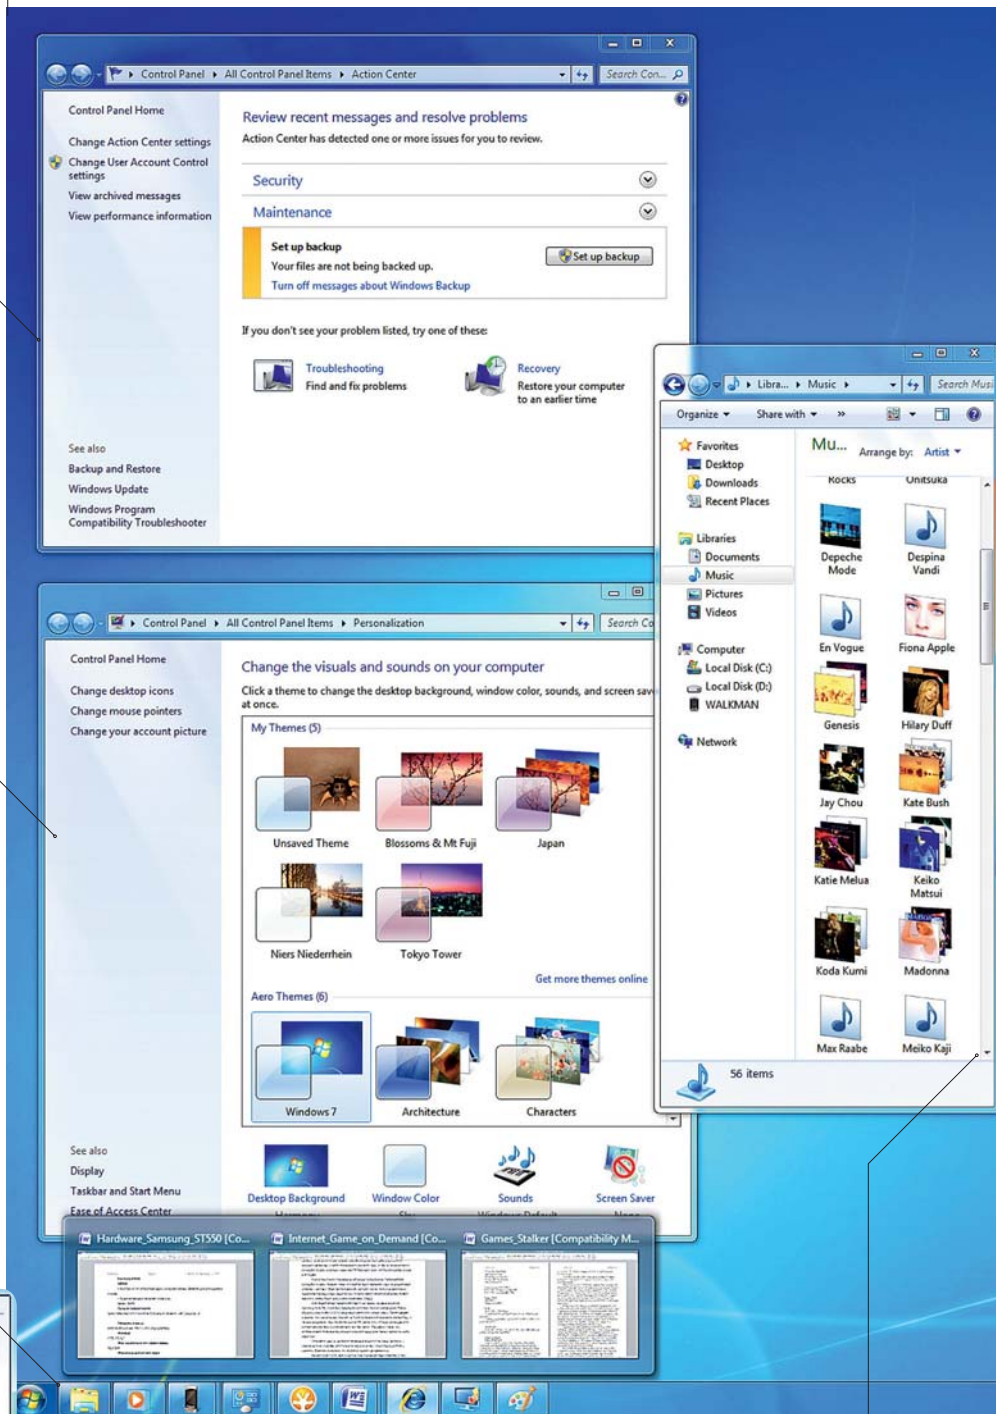 Control Panel
All Control Panel Items
Action Center
Search Con...
Control Panel Home
Change Action Center settings
Change User Account Control
settings
View archived messages
View performance information
See also
Backup and Restore
Windows Update
Windows Program
Compatibility Troubleshooter
Review recent messages and resolve problems
Action Center has detected one or more issues for you to review.
Security
Maintenance
Set up backup
Your files are not being backed up.
Turn off messages about Windows Backup
Set up backup
If you don't see your problem listed, try one of these:
Troubleshooting
Find and fix problems
Recovery
Restore your computer
to an earlier time
Libra...
Music
Search Musi
Organize
Share with
»
Favorites
Desktop
Downloads
Recent Places
Libraries
Documents
Music
Pictures
Videos
Computer
Local Disk (C:)
Local Disk (D:)
WALKMAN
Network
Mu...
Arrange by: Artist
Rocks
Onitsuka
Depeche
Mode
Despina
Vandi
En Vogue
Fiona Apple
Genesis
Hilary Duff
Jay Chou
Kate Bush
Katie Melua
Keiko
Matsui
Koda Kumi
Madonna
Max Raabe
Meiko Kaji
56 items
Control Panel
All Control Panel Items
Personalization
Search Co
Control Panel Home
Change desktop icons
Change mouse pointers
Change your account picture
See also
Display
Taskbar and Start Menu
Ease of Access Center
Change the visuals and sounds on your computer
Click a theme to change the desktop background, window color, sounds, and screen save
at once.
My Themes (5)
Unsaved Theme
Blossoms & Mt Fuji
Japan
Niers Niederrhein
Tokyo Tower
Get more themes online
Aero Themes (6)
Windows 7
Architecture
Characters
Desktop Background
Harmony
Window Color
Sky
Sounds
Windows Default
Screen Saver
None
Hardware_Samsung_ST550 [Co...
Internet_Game_on_Demand [Co...
Games_Stalker [Compatibility M...